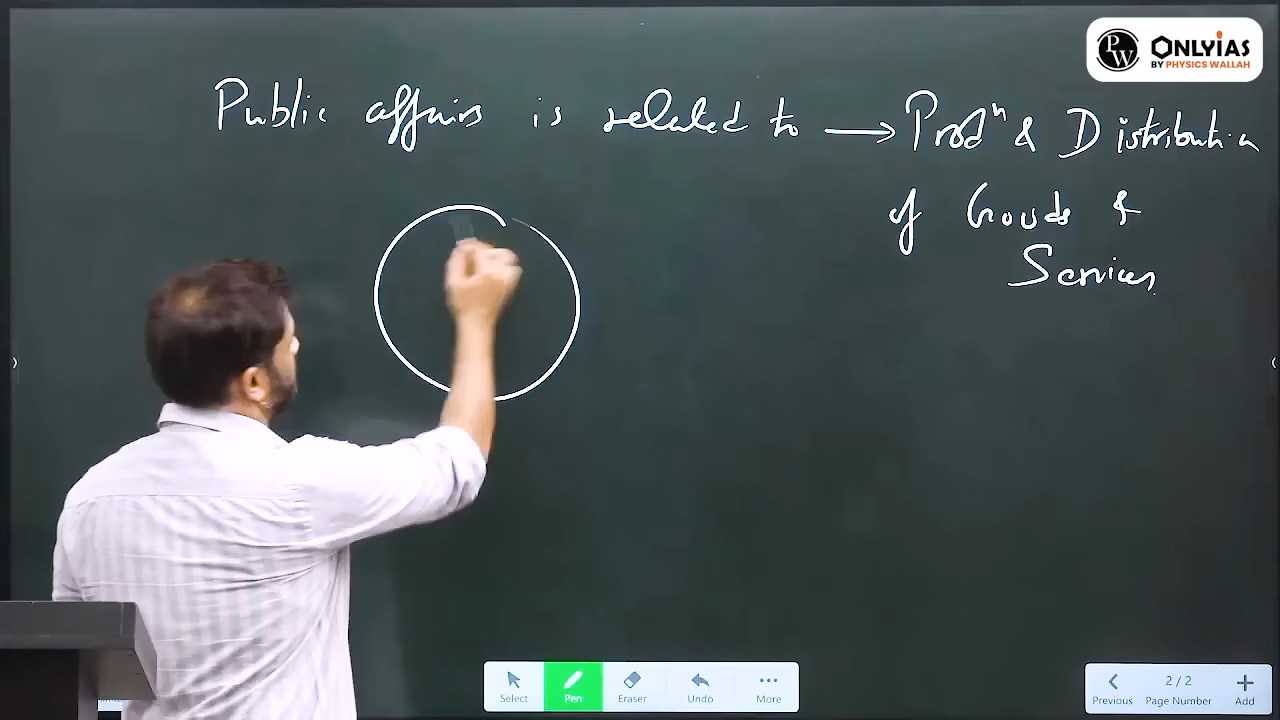 PW ONLYIAS
BY PHYSICS WALLAH
Public affairs is related to → Prodⁿ & Distribution
of Goods &
Services
Select
Pen
Eraser
Undo
More
Previous
2 / 2
Page Number
Add